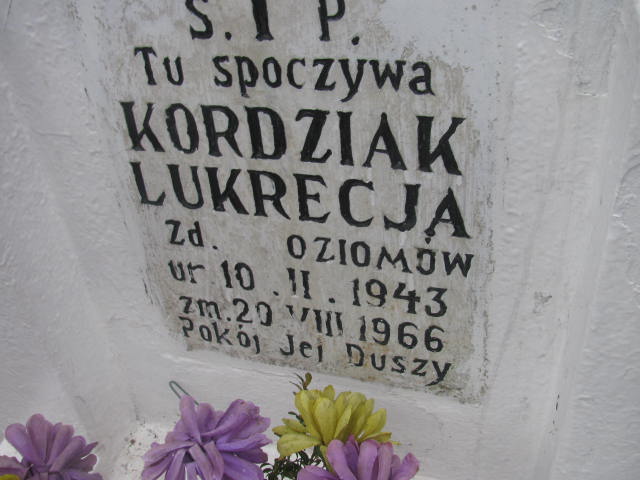 Ś. † P.
Tu spoczywa
KORDZIAK
LUKRECJA
zd. OZIOMÓW
ur 10.II.1943
zm.20 VIII 1966
Pokój Jej Duszy